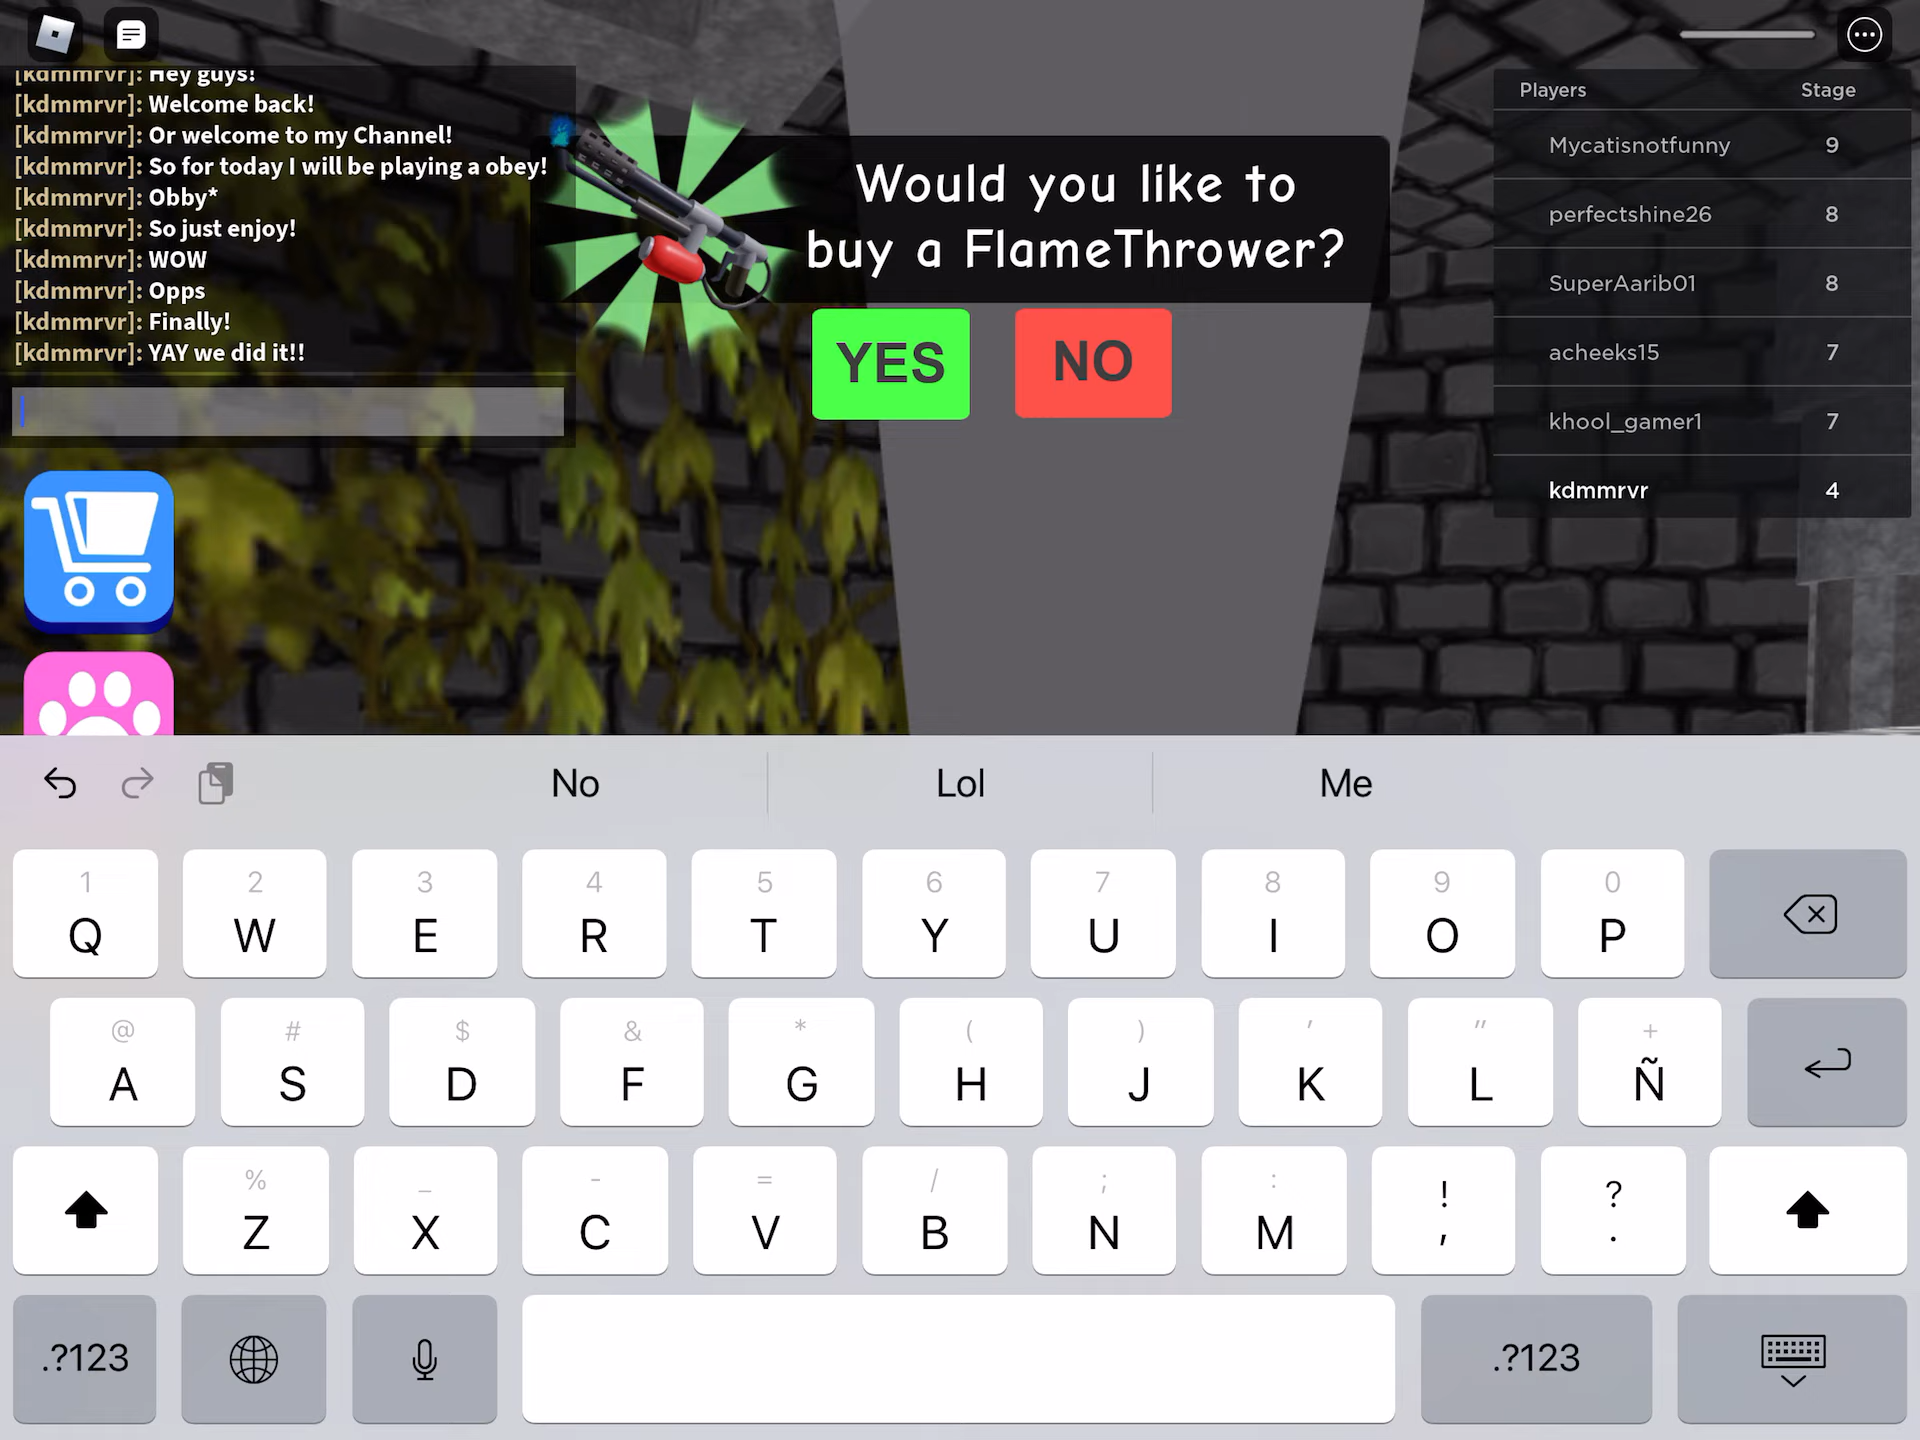 [kdmmrvr]: Hey guys!
[kdmmrvr]: Welcome back!
[kdmmrvr]: Or welcome to my Channel!
[kdmmrvr]: So for today I will be playing a obey!
[kdmmrvr]: Obby*
[kdmmrvr]: So just enjoy!
[kdmmrvr]: WOW
[kdmmrvr]: Opps
[kdmmrvr]: Finally!
[kdmmrvr]: YAY we did it!!
Would you like to
buy a FlameThrower?
YES NO
Players Stage
Mycatisnotfunny 9
perfectshine26 8
SuperAarib01 8
acheeks15 7
khool_gamer1 7
kdmmrvr 4
No Lol Me
1 2 3 4 5 6 7 8 9 0
Q W E R T Y U I O P
@ # $ & * ( ) ' " +
A S D F G H J K L Ñ
% _ - = / ; : ! ?
Z X C V B N M , .
.?123 .?123